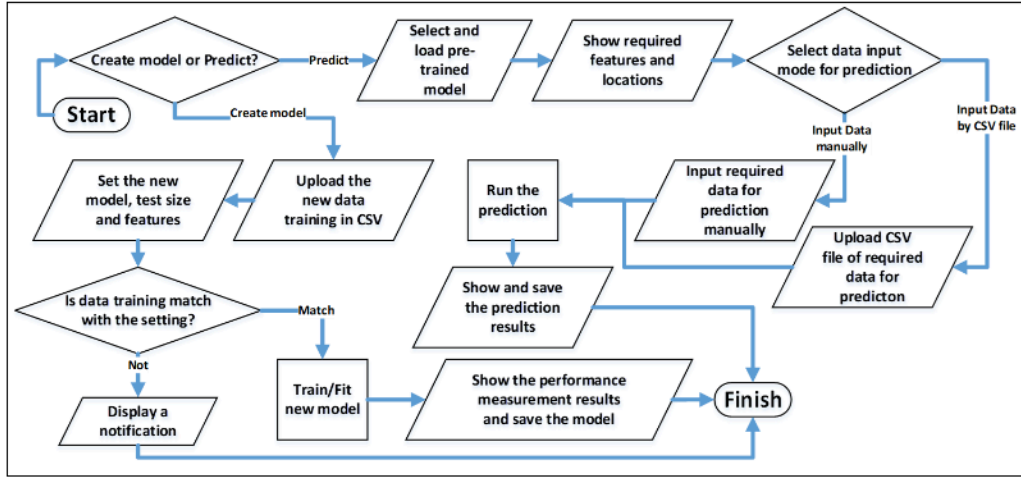 Create model or Predict?
Predict
Select and
load pre-
trained
model
Show required
features and
locations
Select data input
mode for prediction
Start
Create model
Input Data
manually
Input Data
by CSV file
Set the new
model, test size
and features
Upload the
new data
training in CSV
Run the
prediction
Input required
data for
prediction
manually
Upload CSV
file of required
data for
predicton
Is data training match
with the setting?
Match
Show and save
the prediction
results
Not
Train/Fit
new model
Show the performance
measurement results
and save the model
Finish
Display a
notification